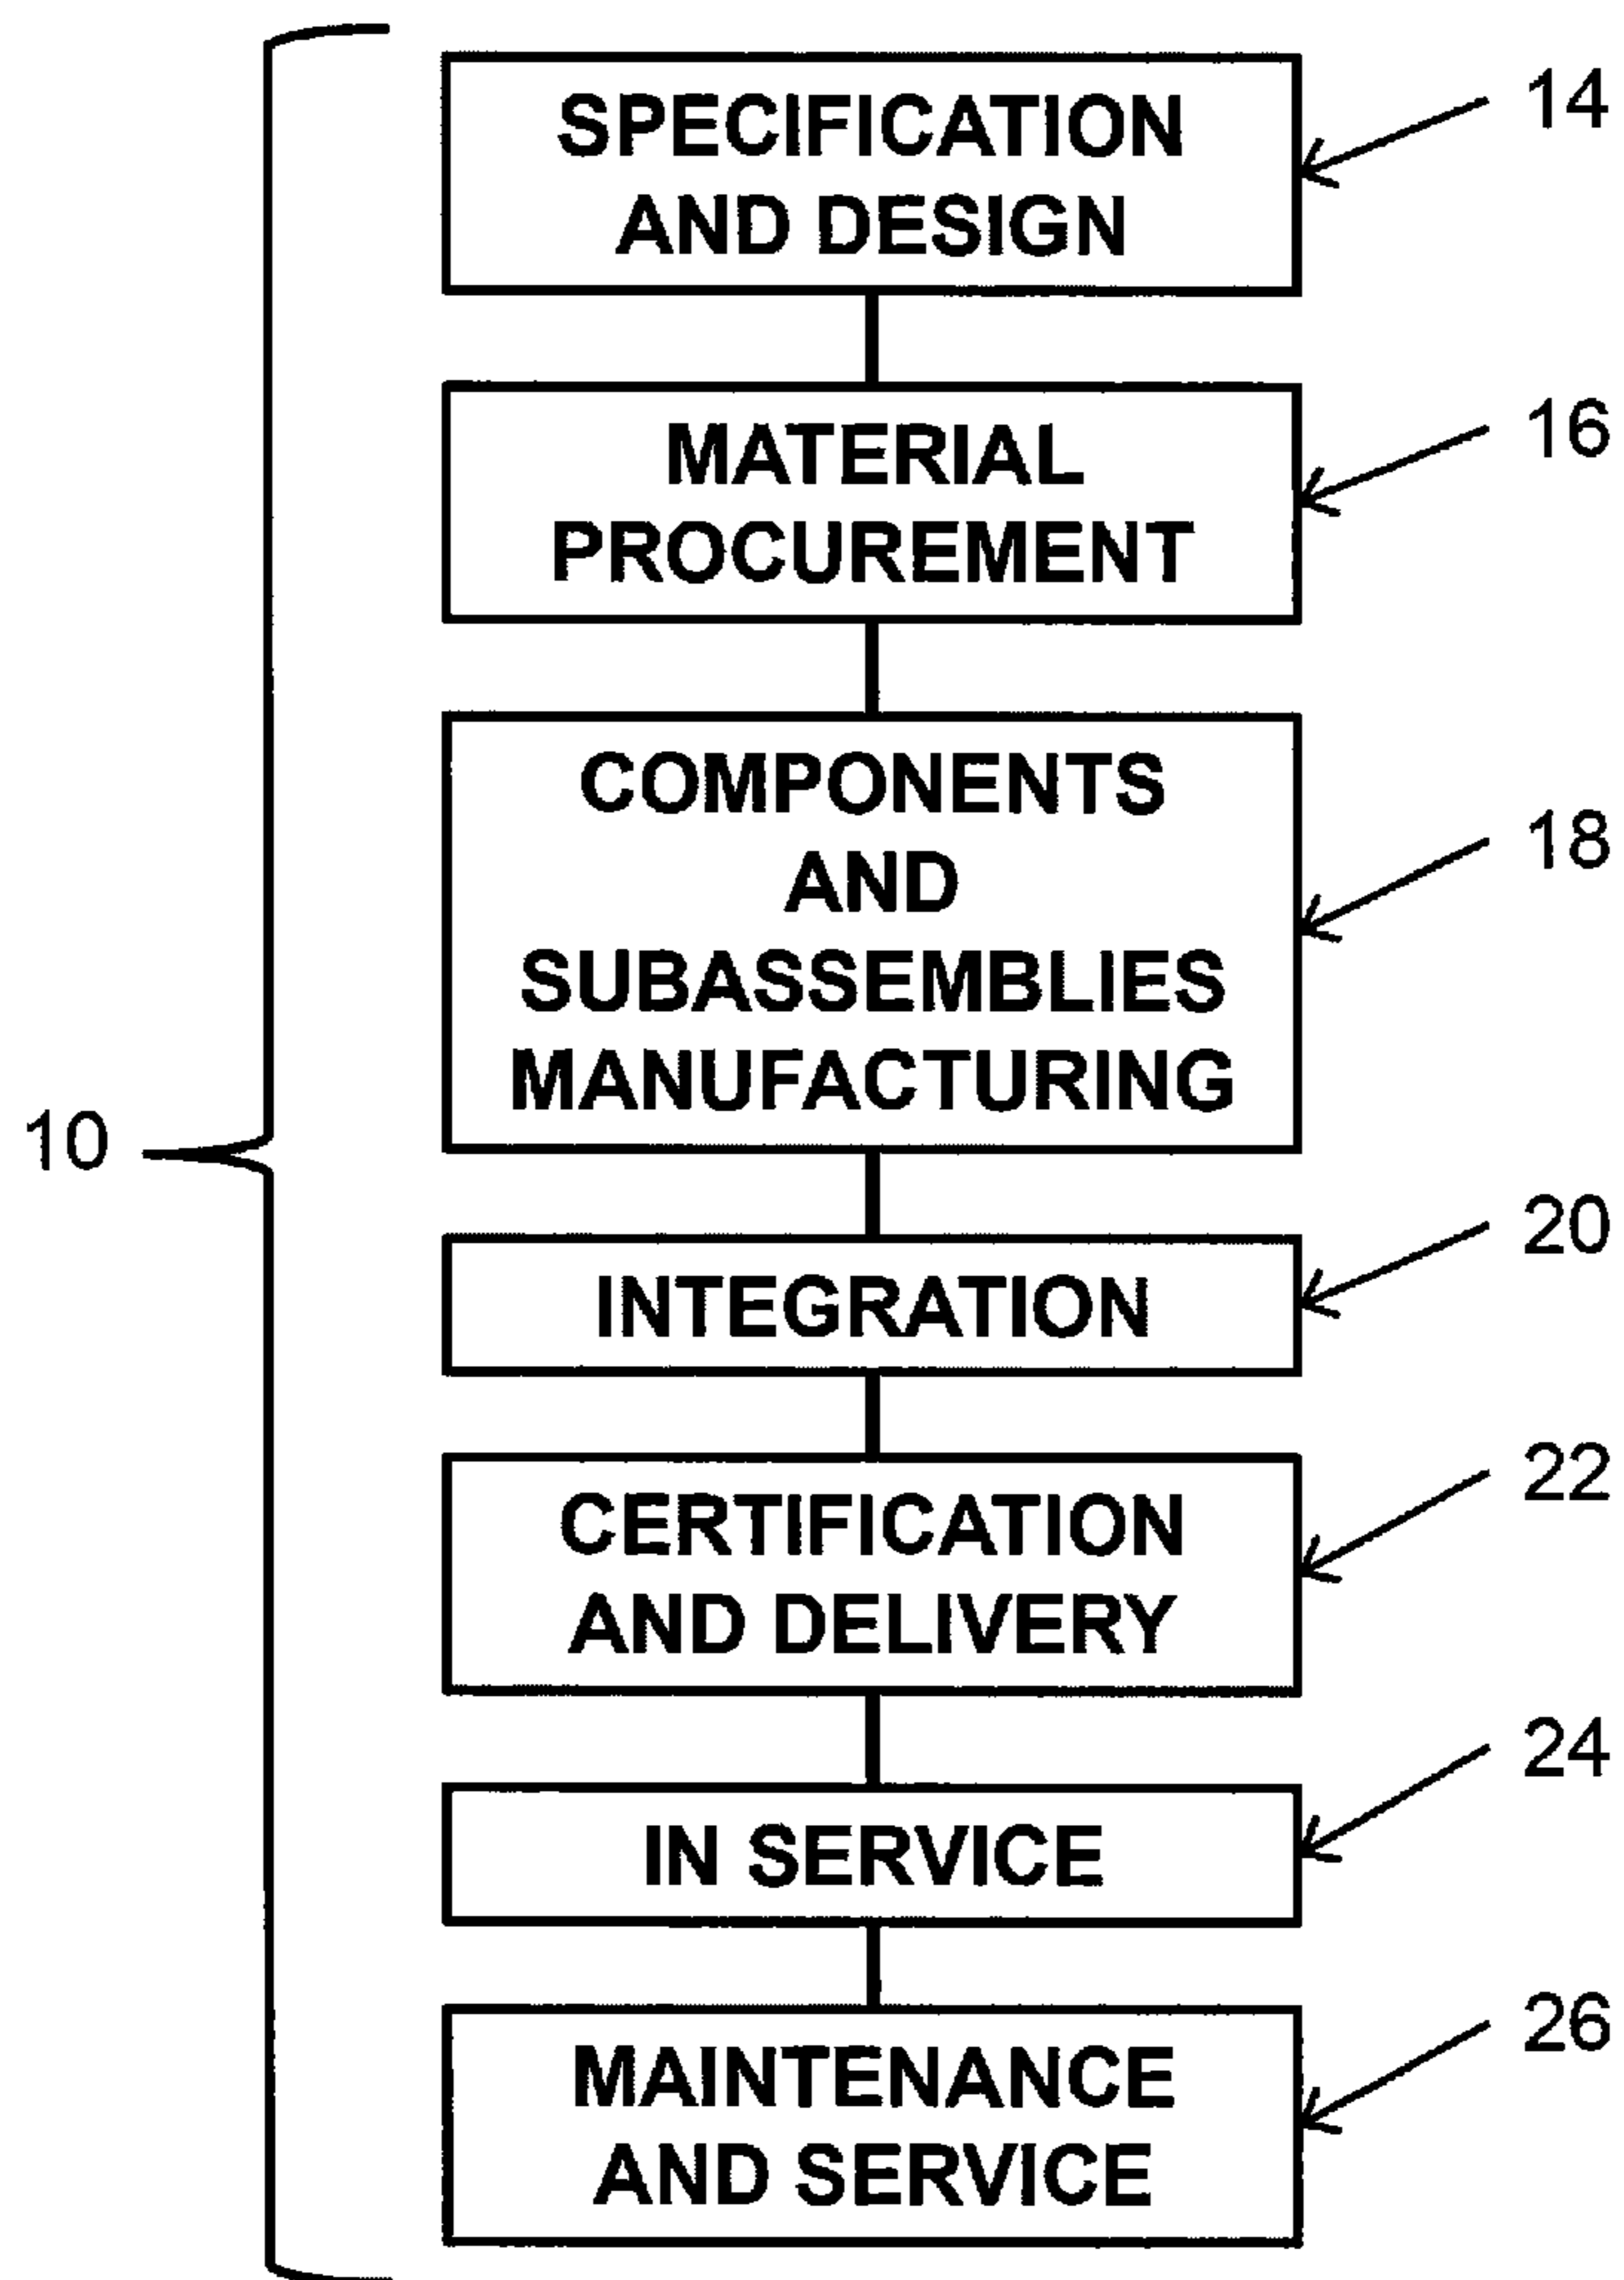 SPECIFICATION
AND DESIGN
14
MATERIAL
PROCUREMENT
16
COMPONENTS
AND
SUBASSEMBLIES
MANUFACTURING
18
10
INTEGRATION
20
CERTIFICATION
AND DELIVERY
22
IN SERVICE
24
MAINTENANCE
AND SERVICE
26